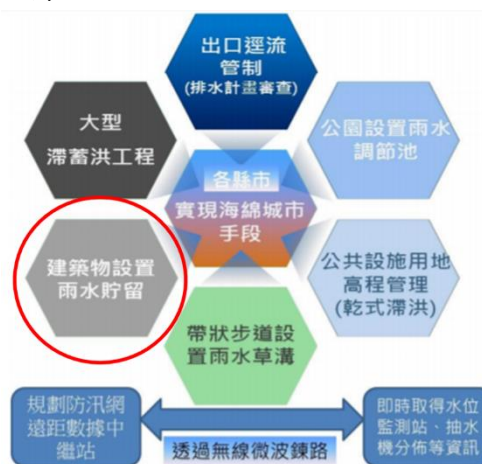 出口逕流
管制
(排水計畫審查)
大型
滯蓄洪工程
公園設置雨水
調節池
各縣市
實現海綿城市
手段
建築物設置
雨水貯留
公共設施用地
高程管理
(乾式滯洪)
帶狀步道設
置雨水草溝
規劃防汛網
遠距數據中
繼站
透過無線微波鍊路
即時取得水位
監測站、抽水
機分佈等資訊